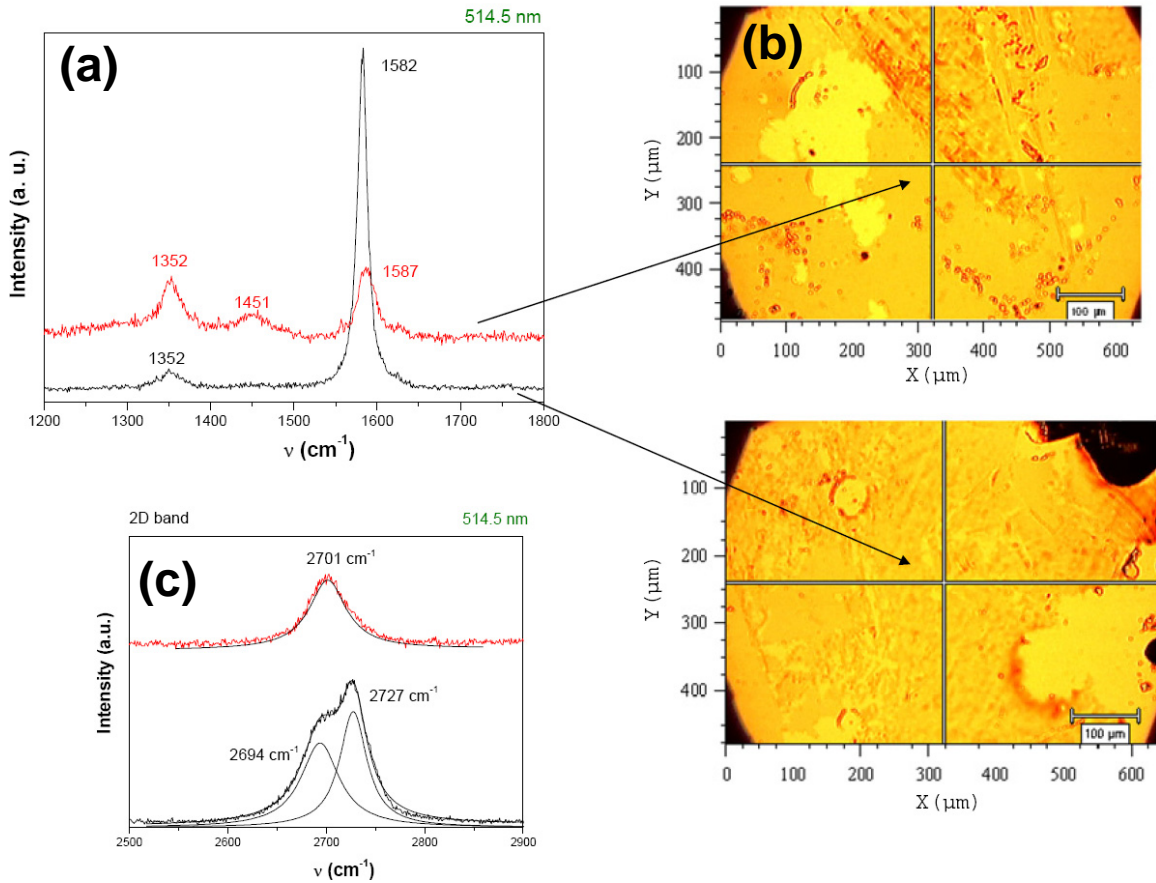 514.5 nm
(a)
1582
1352
1451
1587
1352
Intensity (a. u.)
1200 1300 1400 1500 1600 1700 1800
ν (cm-1)
(b)
100
200
300
400
Y (µm)
100 µm
0 100 200 300 400 500 600
X (µm)
100
200
300
400
Y (µm)
100 µm
0 100 200 300 400 500 600
X (µm)
2D band
514.5 nm
(c)
2701 cm-1
2727 cm-1
2694 cm-1
Intensity (a.u.)
2500 2600 2700 2800 2900
ν (cm-1)